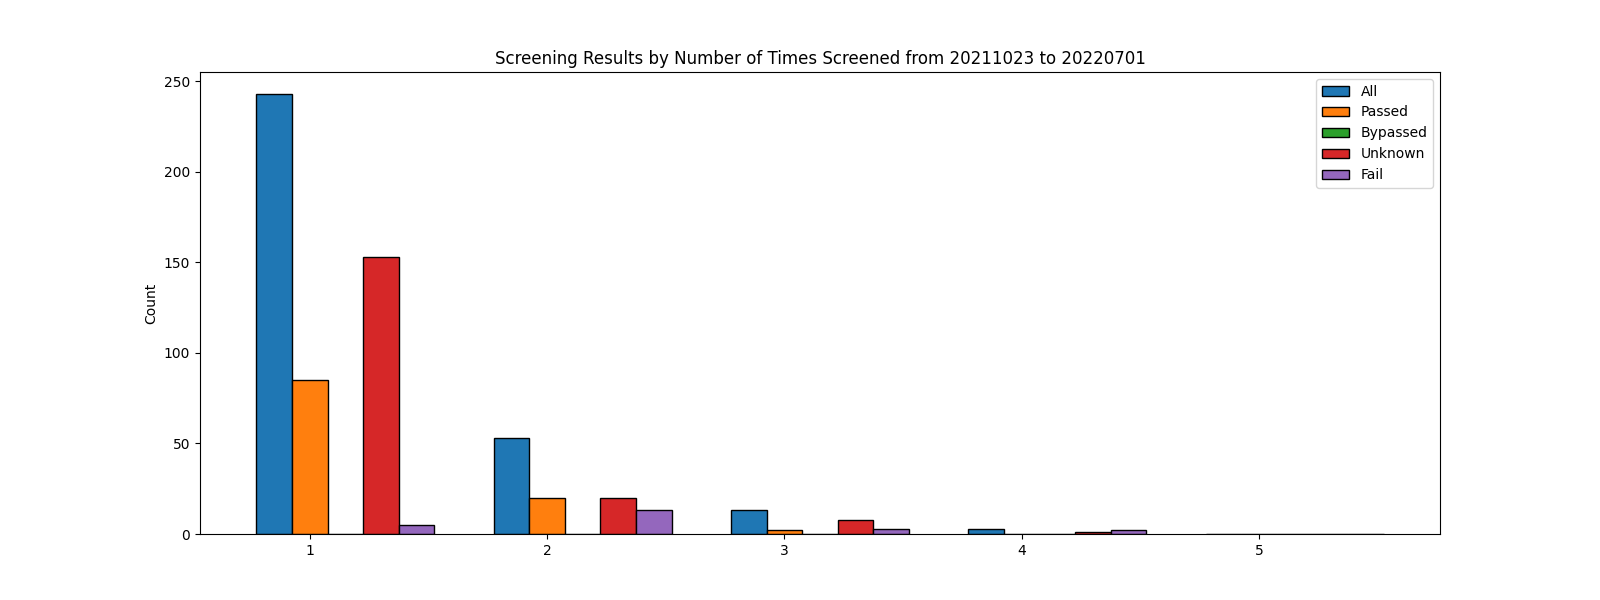 Screening Results by Number of Times Screened from 20211023 to 20220701
250
200
150
100
50
0
Count
1 2 3 4 5
All
Passed
Bypassed
Unknown
Fail